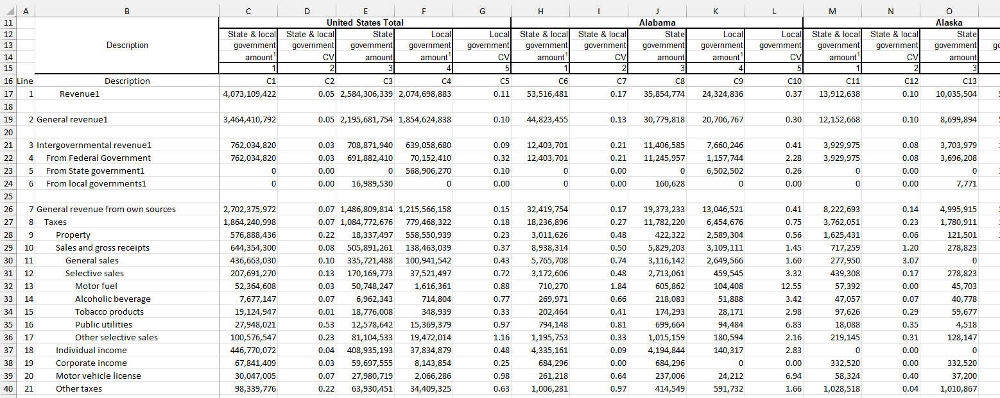 A B C D E F G H I J K L M N O
11 United States Total Alabama Alaska
12 State & local State & local State Local Local State & local State & local State Local Local State & local State & local State
13 Description government government government government government government government government government government government government government
14 amount1 CV amount amount1 CV amount1 CV amount amount1 CV amount1 CV amount
15 1 2 3 4 5 1 2 3 4 5 1 2 3
16 Line Description C1 C2 C3 C4 C5 C6 C7 C8 C9 C10 C11 C12 C13
17 1 Revenue1 4,073,109,422 0.05 2,584,306,339 2,074,698,883 0.11 53,516,481 0.17 35,854,774 24,324,836 0.37 13,912,638 0.10 10,035,504
18
19 2 General revenue1 3,464,410,792 0.05 2,195,681,754 1,854,624,838 0.10 44,823,455 0.13 30,779,818 20,706,767 0.30 12,152,668 0.10 8,699,894
20
21 3 Intergovernmental revenue1 762,034,820 0.03 708,871,940 639,058,680 0.09 12,403,701 0.21 11,406,585 7,660,246 0.41 3,929,975 0.08 3,703,979
22 4 From Federal Government 762,034,820 0.03 691,882,410 70,152,410 0.32 12,403,701 0.21 11,245,957 1,157,744 2.28 3,929,975 0.08 3,696,208
23 5 From State government1 0 0.00 0 568,906,270 0.10 0 0.00 0 6,502,502 0.26 0 0.00 0
24 6 From local governments1 0 0.00 16,989,530 0 0.00 0 0.00 160,628 0 0.00 0 0.00 7,771
25
26 7 General revenue from own sources 2,702,375,972 0.07 1,486,809,814 1,215,566,158 0.15 32,419,754 0.17 19,373,233 13,046,521 0.41 8,222,693 0.14 4,995,915
27 8 Taxes 1,864,240,998 0.07 1,084,772,676 779,468,322 0.18 18,236,896 0.27 11,782,220 6,454,676 0.75 3,762,051 0.23 1,780,911
28 9 Property 576,888,436 0.22 18,337,497 558,550,939 0.23 3,011,626 0.48 422,322 2,589,304 0.56 1,625,431 0.06 121,501
29 10 Sales and gross receipts 644,354,300 0.08 505,891,261 138,463,039 0.37 8,938,314 0.50 5,829,203 3,109,111 1.45 717,259 1.20 278,823
30 11 General sales 436,663,030 0.10 335,721,488 100,941,542 0.43 5,765,708 0.74 3,116,142 2,649,566 1.60 277,950 3.07 0
31 12 Selective sales 207,691,270 0.13 170,169,773 37,521,497 0.72 3,172,606 0.48 2,713,061 459,545 3.32 439,308 0.17 278,823
32 13 Motor fuel 52,364,608 0.03 50,748,247 1,616,361 0.88 710,270 1.84 605,862 104,408 12.55 57,392 0.00 45,703
33 14 Alcoholic beverage 7,677,147 0.07 6,962,343 714,804 0.77 269,971 0.66 218,083 51,888 3.42 47,057 0.07 40,778
34 15 Tobacco products 19,124,947 0.01 18,776,008 348,939 0.33 202,464 0.41 174,293 28,171 2.98 97,626 0.29 59,677
35 16 Public utilities 27,948,021 0.53 12,578,642 15,369,379 0.97 794,148 0.81 699,664 94,484 6.83 18,088 0.35 4,518
36 17 Other selective sales 100,576,547 0.23 81,104,533 19,472,014 1.16 1,195,753 0.33 1,015,159 180,594 2.16 219,145 0.31 128,147
37 18 Individual income 446,770,072 0.04 408,935,193 37,834,879 0.48 4,335,161 0.09 4,194,844 140,317 2.83 0 0.00 0
38 19 Corporate income 67,841,409 0.03 59,697,555 8,143,854 0.25 684,296 0.00 684,296 0 0.00 332,520 0.00 332,520
39 20 Motor vehicle license 30,047,005 0.07 27,980,719 2,066,286 0.98 261,218 0.64 237,006 24,212 6.94 58,324 0.40 37,200
40 21 Other taxes 98,339,776 0.22 63,930,451 34,409,325 0.63 1,006,281 0.97 414,549 591,732 1.66 1,028,518 0.04 1,010,867